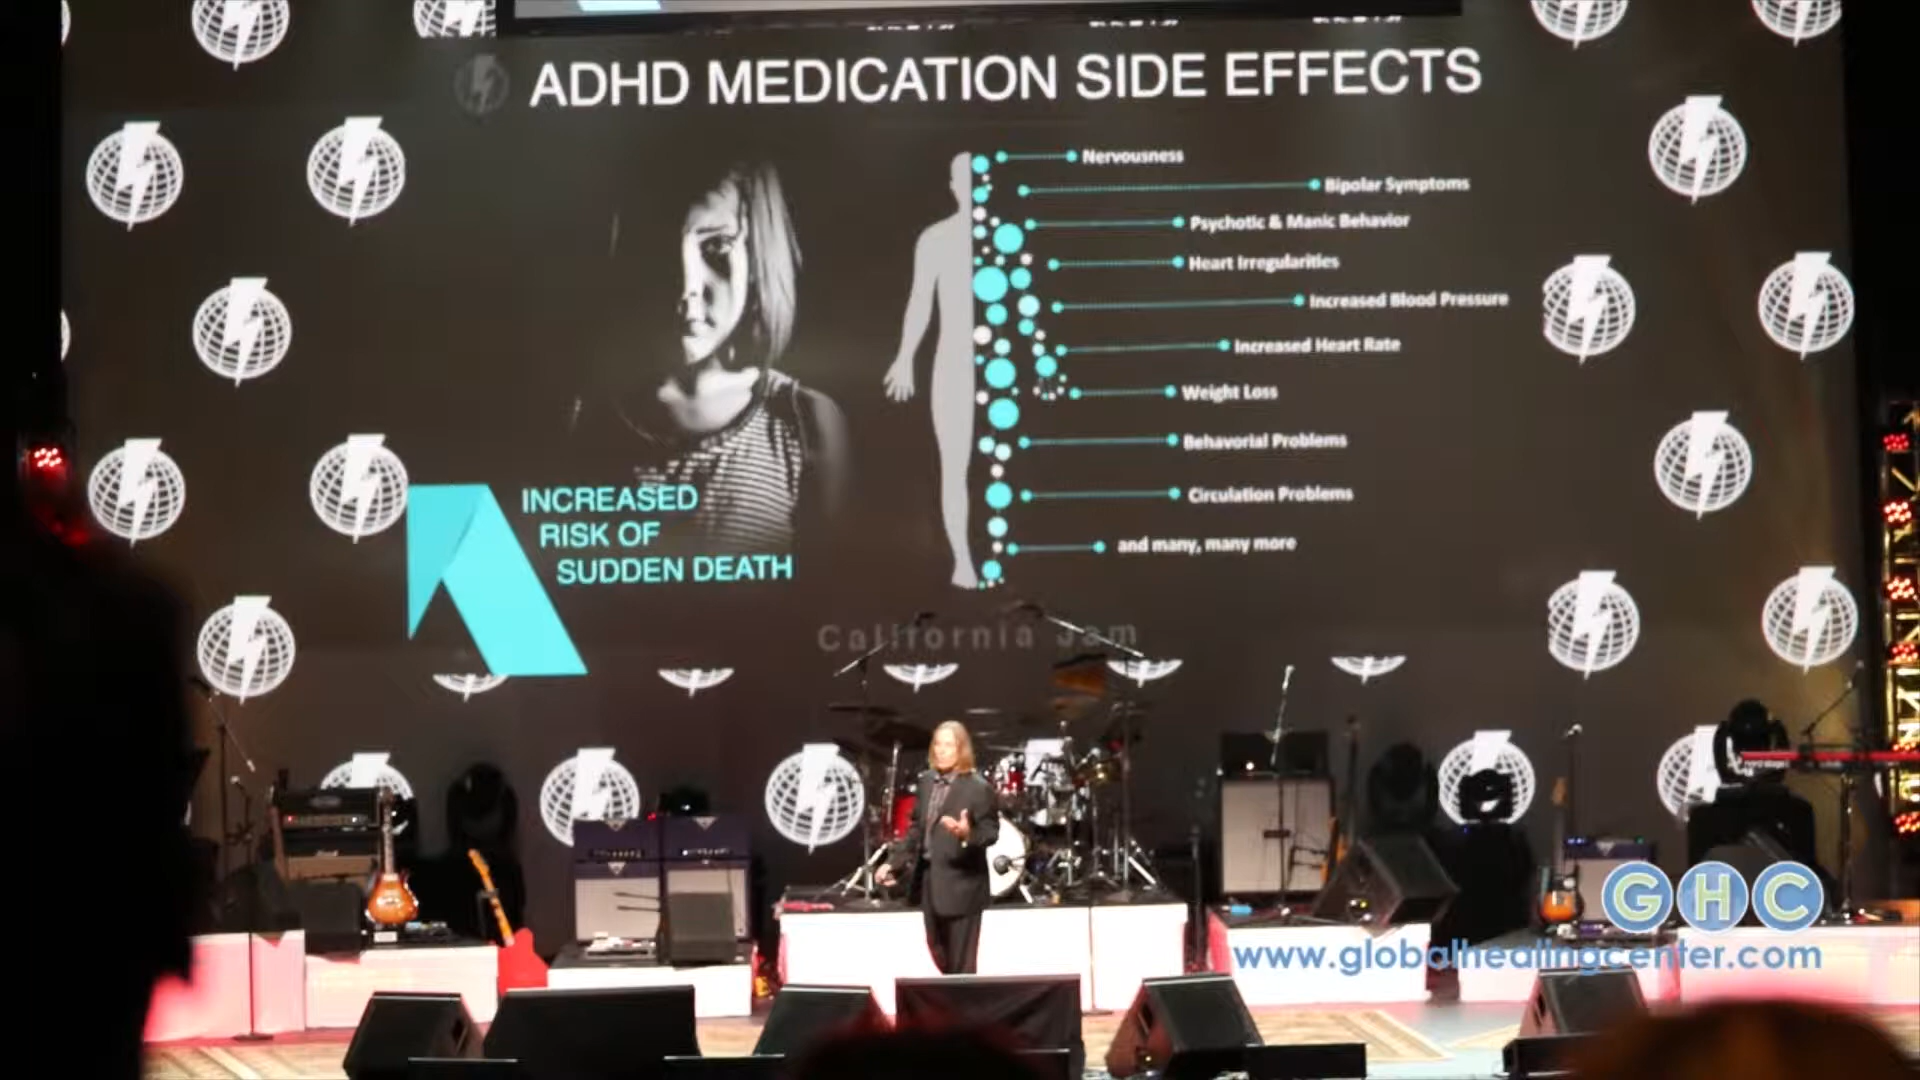 ADHD MEDICATION SIDE EFFECTS
Nervousness
Bipolar Symptoms
Psychotic & Manic Behavior
Heart Irregularities
Increased Blood Pressure
Increased Heart Rate
Weight Loss
Behavorial Problems
Circulation Problems
and many, many more
INCREASED
RISK OF
SUDDEN DEATH
California Jam
GHC
www.globalhealingcenter.com